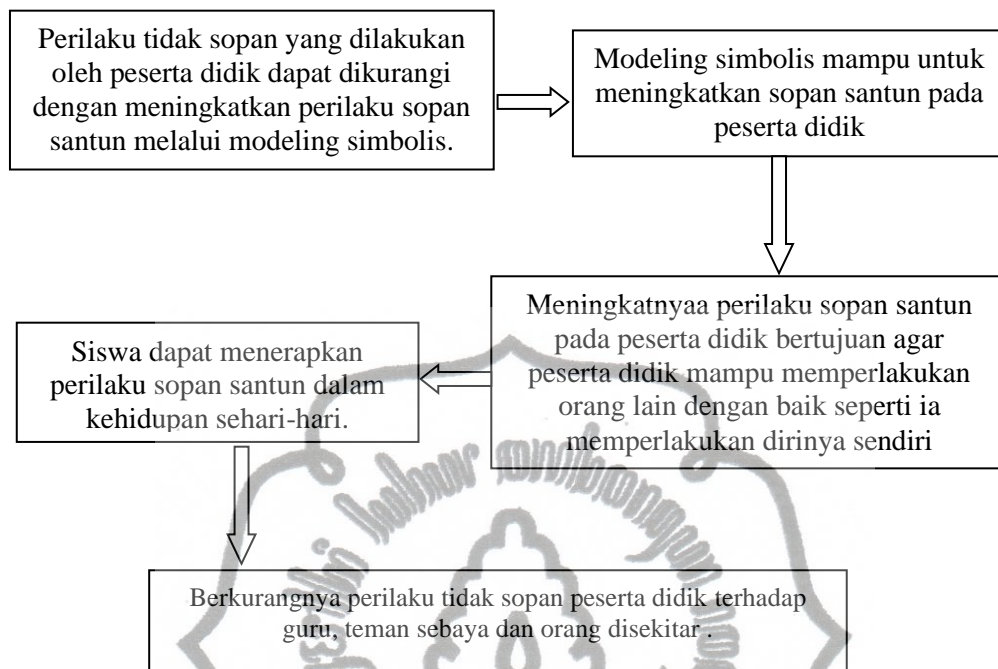 Perilaku tidak sopan yang dilakukan
oleh peserta didik dapat dikurangi
dengan meningkatkan perilaku sopan
santun melalui modeling simbolis.
Modeling simbolis mampu untuk
meningkatkan sopan santun pada
peserta didik
Meningkatnyaa perilaku sopan santun
pada peserta didik bertujuan agar
peserta didik mampu memperlakukan
orang lain dengan baik seperti ia
memperlakukan dirinya sendiri
Siswa dapat menerapkan
perilaku sopan santun dalam
kehidupan sehari-hari.
Berkurangnya perilaku tidak sopan peserta didik terhadap
guru, teman sebaya dan orang disekitar .